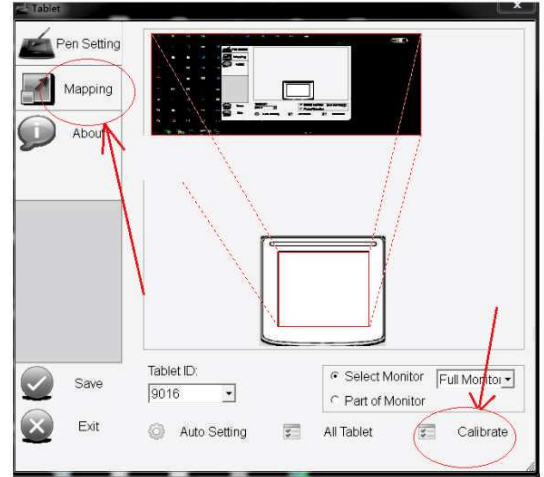 Tablet
x
Pen Setting
Mapping
About
Save
Exit
Tablet ID:
9016
Select Monitor
Full Monitor
Part of Monitor
Auto Setting
All Tablet
Calibrate